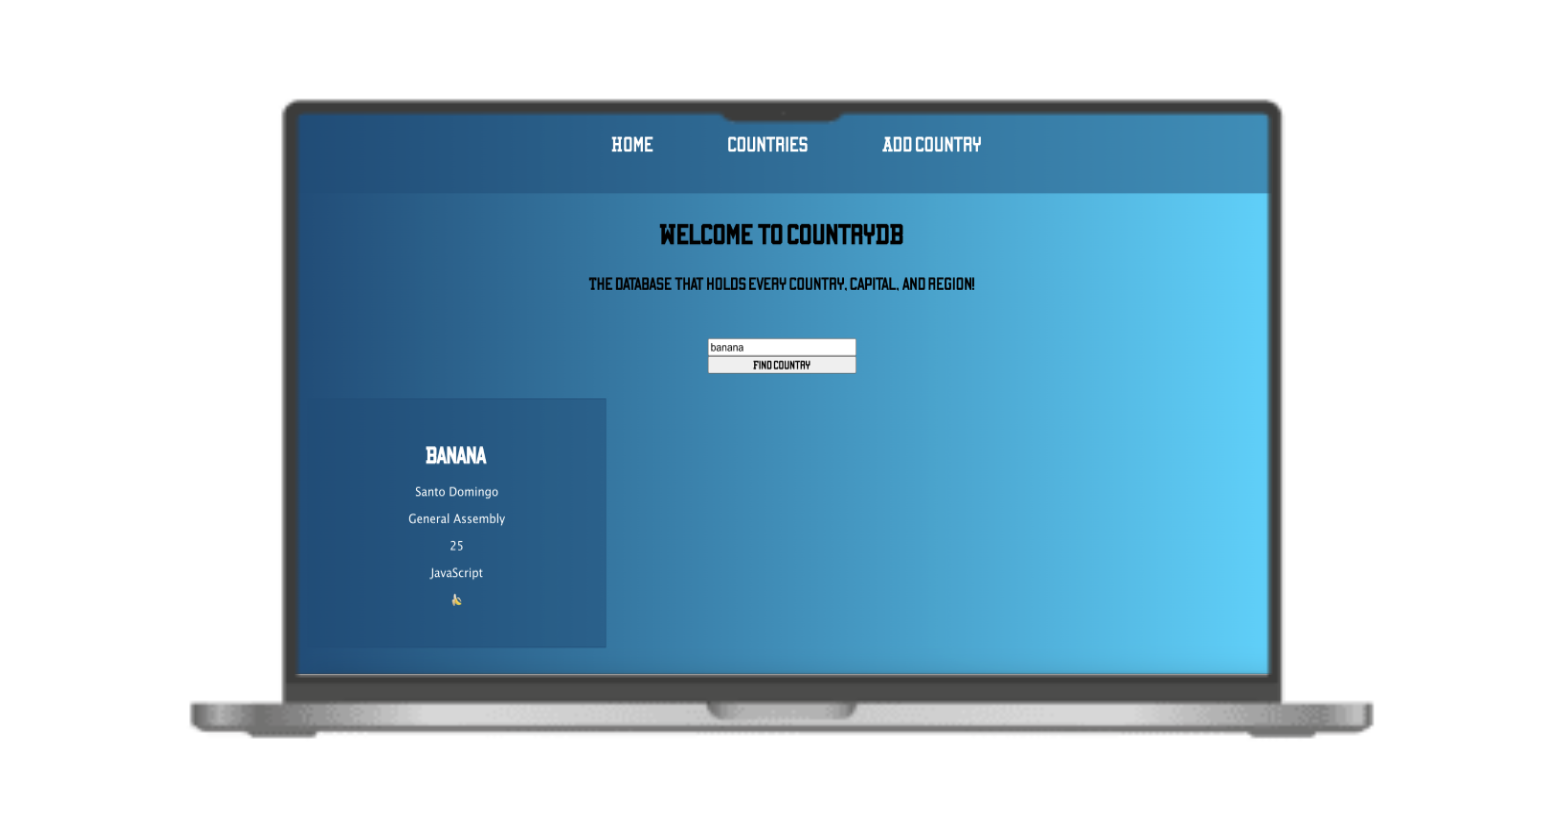 HOME COUNTRIES ADD COUNTRY
WELCOME TO COUNTRYDB
THE DATABASE THAT HOLDS EVERY COUNTRY, CAPITAL, AND REGION!
banana
FIND COUNTRY
BANANA
Santo Domingo
General Assembly
25
JavaScript
🍌